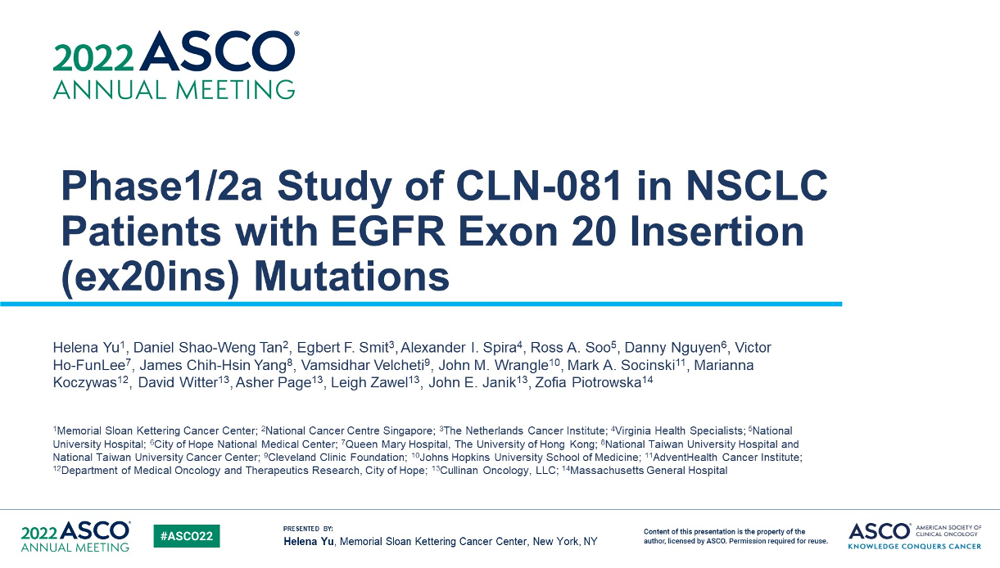 2022 ASCO®
ANNUAL MEETING
Phase1/2a Study of CLN-081 in NSCLC
Patients with EGFR Exon 20 Insertion
(ex20ins) Mutations
Helena Yu¹, Daniel Shao-Weng Tan², Egbert F. Smit³, Alexander I. Spira⁴, Ross A. Soo⁵, Danny Nguyen⁶, Victor
Ho-FunLee⁷, James Chih-Hsin Yang⁸, Vamsidhar Velcheti⁹, John M. Wrangle¹⁰, Mark A. Socinski¹¹, Marianna
Koczywas¹², David Witter¹³, Asher Page¹³, Leigh Zawel¹³, John E. Janik¹³, Zofia Piotrowska¹⁴
¹Memorial Sloan Kettering Cancer Center; ²National Cancer Centre Singapore; ³The Netherlands Cancer Institute; ⁴Virginia Health Specialists; ⁵National
University Hospital; ⁶City of Hope National Medical Center; ⁷Queen Mary Hospital, The University of Hong Kong; ⁸National Taiwan University Hospital and
National Taiwan University Cancer Center; ⁹Cleveland Clinic Foundation; ¹⁰Johns Hopkins University School of Medicine; ¹¹AdventHealth Cancer Institute;
¹²Department of Medical Oncology and Therapeutics Research, City of Hope; ¹³Cullinan Oncology, LLC; ¹⁴Massachusetts General Hospital
2022 ASCO®
ANNUAL MEETING
#ASCO22
PRESENTED BY:
Helena Yu, Memorial Sloan Kettering Cancer Center, New York, NY
Content of this presentation is the property of the
author, licensed by ASCO. Permission required for reuse.
ASCO® AMERICAN SOCIETY OF
CLINICAL ONCOLOGY
KNOWLEDGE CONQUERS CANCER